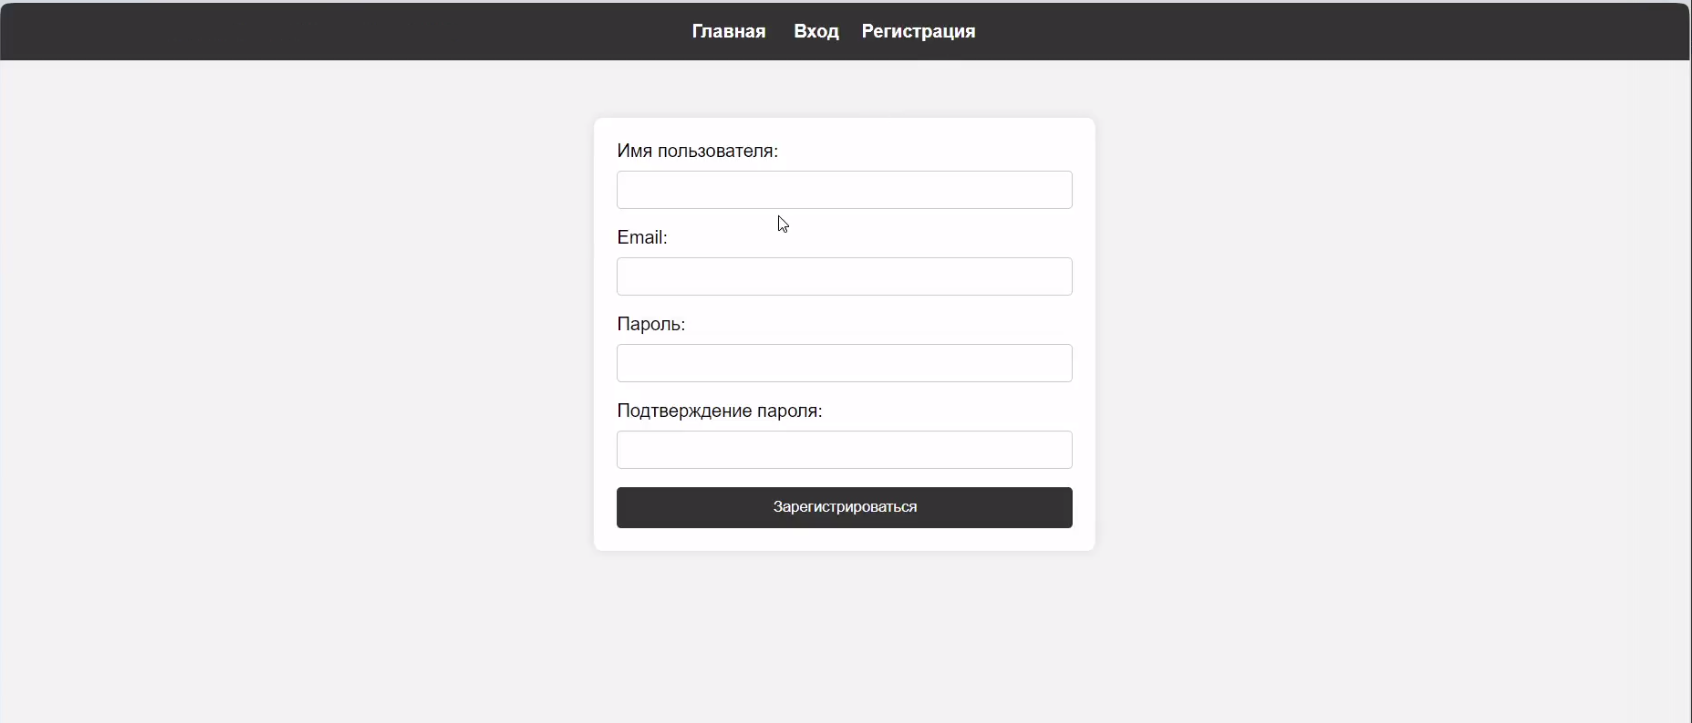 Главная Вход Регистрация
Имя пользователя:
Email:
Пароль:
Подтверждение пароля:
Зарегистрироваться